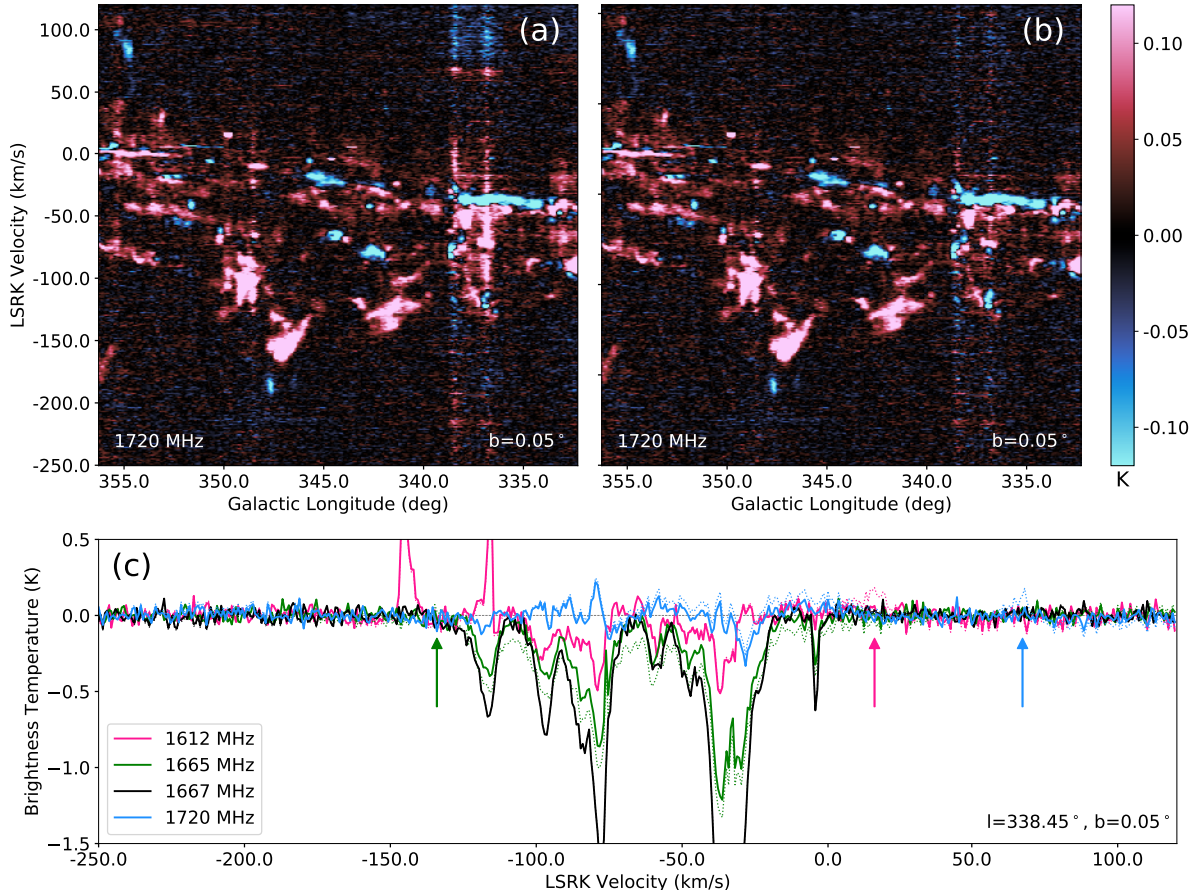 (a)
(b)
100.0
50.0
0.0
-50.0
-100.0
-150.0
-200.0
-250.0
LSRK Velocity (km/s)
1720 MHz
b=0.05°
1720 MHz
b=0.05°
355.0 350.0 345.0 340.0 335.0
355.0 350.0 345.0 340.0 335.0
Galactic Longitude (deg)
Galactic Longitude (deg)
0.10
0.05
0.00
-0.05
-0.10
K
(c)
0.5
0.0
-0.5
-1.0
-1.5
Brightness Temperature (K)
1612 MHz
1665 MHz
1667 MHz
1720 MHz
l=338.45°, b=0.05°
-250.0 -200.0 -150.0 -100.0 -50.0 0.0 50.0 100.0
LSRK Velocity (km/s)